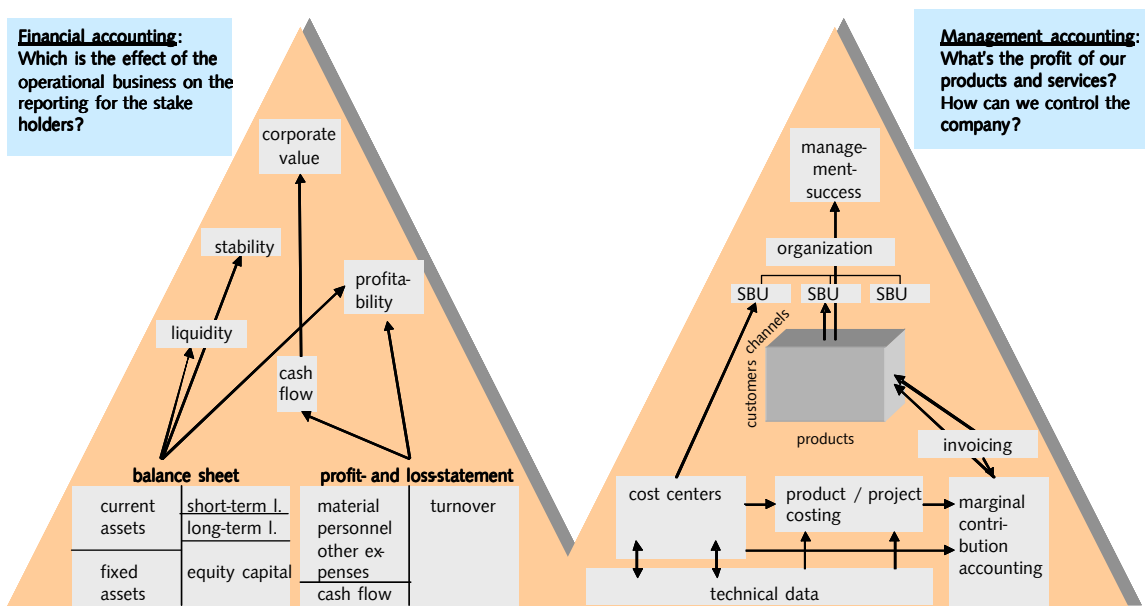 Financial accounting:
Which is the effect of the
operational business on the
reporting for the stake
holders?
corporate
value
stability
profita-
bility
liquidity
cash
flow
balance sheet
current
assets
short-term l.
long-term l.
fixed
assets
equity capital
profit- and loss-statement
material
personnel
other ex-
penses
cash flow
turnover
Management accounting:
What's the profit of our
products and services?
How can we control the
company?
manage-
ment-
success
organization
SBU
SBU
SBU
customers
channels
products
invoicing
cost centers
product / project
costing
marginal
contri-
bution
accounting
technical data